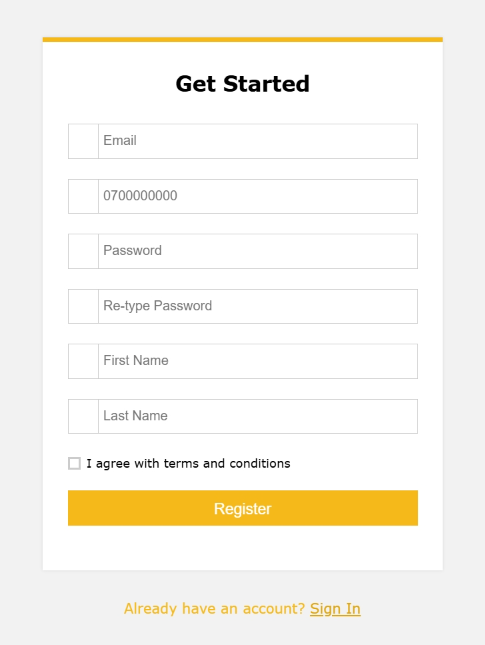 Get Started
Email
0700000000
Password
Re-type Password
First Name
Last Name
I agree with terms and conditions
Register
Already have an account? Sign In